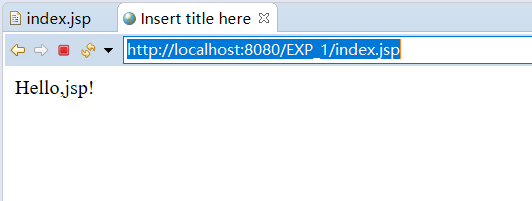 index.jsp Insert title here
http://localhost:8080/EXP_1/index.jsp
Hello,jsp!